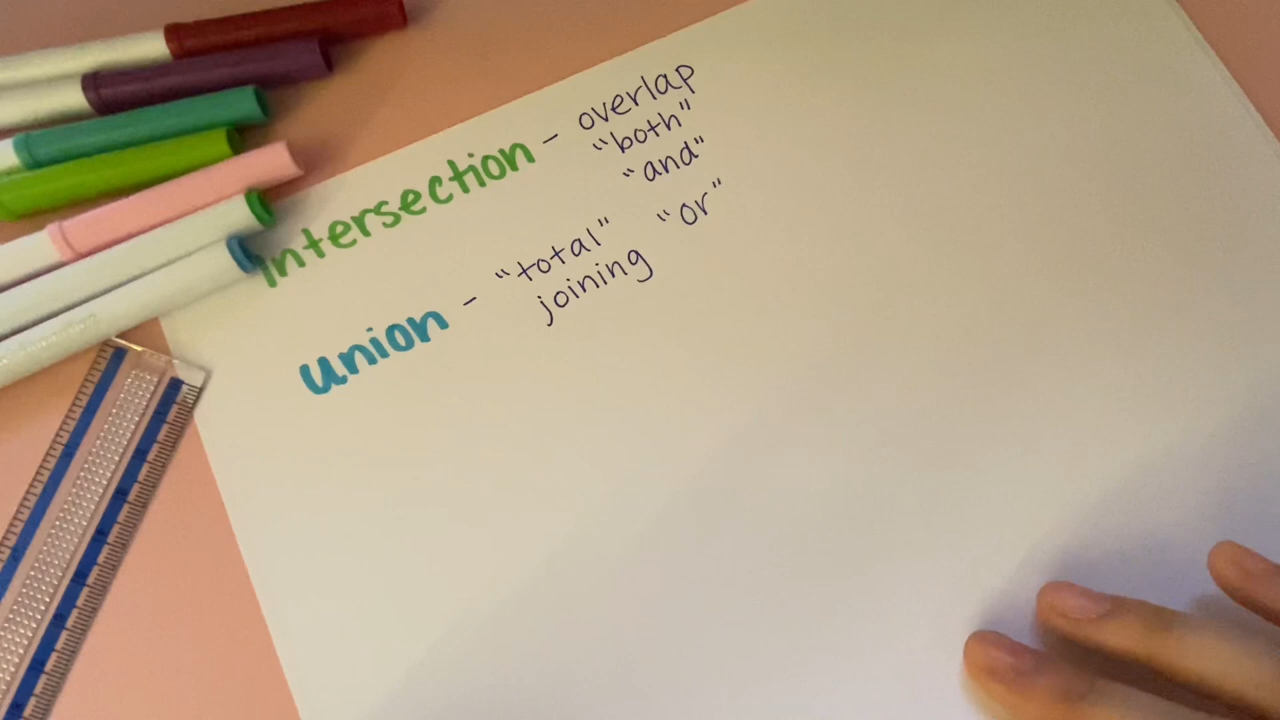 intersection - overlap
"both"
"and"
union - "total" "or"
joining